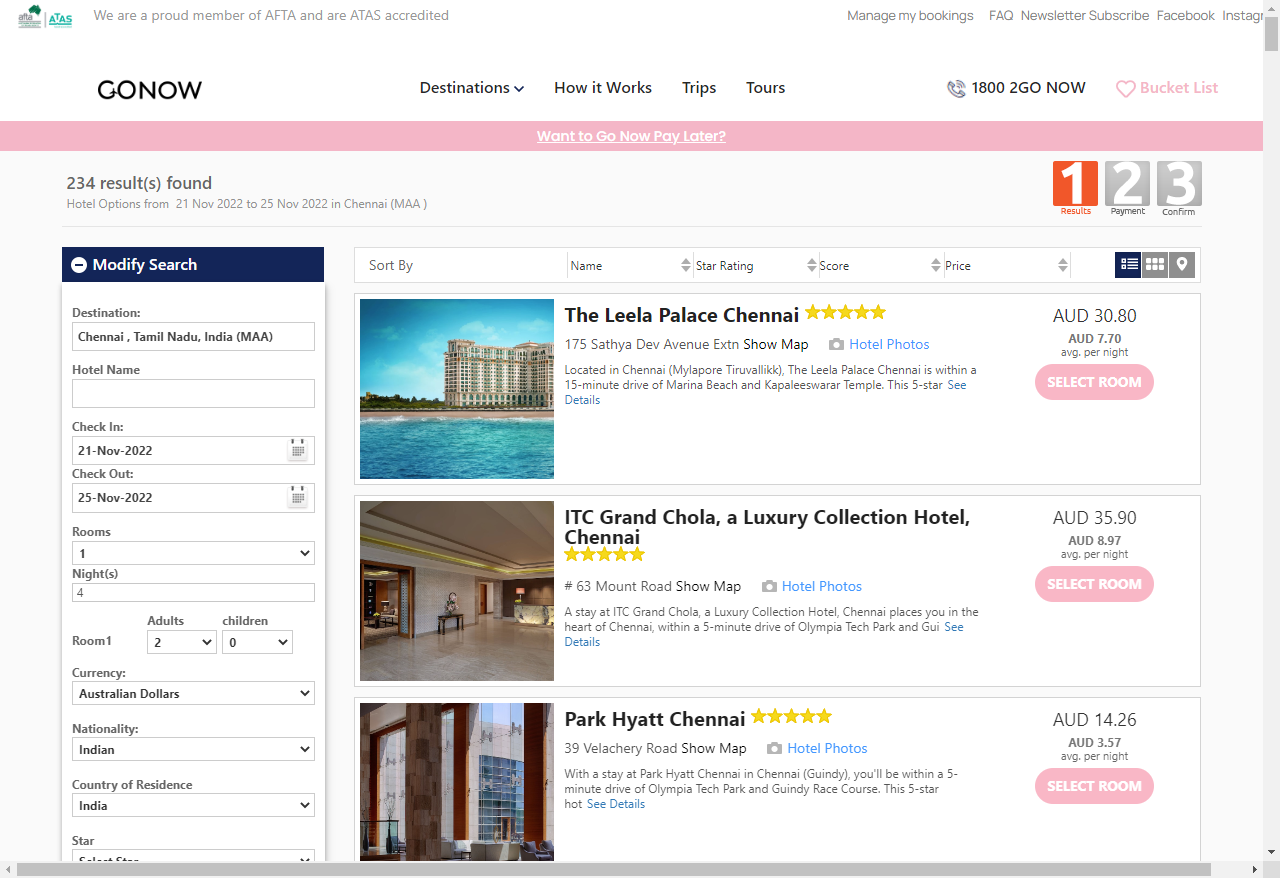 afta ATAS
We are a proud member of AFTA and are ATAS accredited
Manage my bookings FAQ Newsletter Subscribe Facebook
GONOW
Destinations How it Works Trips Tours
1800 2GO NOW
Bucket List
Want to Go Now Pay Later?
234 result(s) found
Hotel Options from 21 Nov 2022 to 25 Nov 2022 in Chennai (MAA )
1 2 3
Results Payment Confirm
Modify Search
Destination:
Chennai , Tamil Nadu, India (MAA)
Hotel Name
Check In:
21-Nov-2022
Check Out:
25-Nov-2022
Rooms
1
Night(s)
4
Adults children
Room1 2 0
Currency:
Australian Dollars
Nationality:
Indian
Country of Residence
India
Star
Select Star
Sort By Name Star Rating Score Price
The Leela Palace Chennai
175 Sathya Dev Avenue Extn Show Map Hotel Photos
Located in Chennai (Mylapore Tiruvallikk), The Leela Palace Chennai is within a
15-minute drive of Marina Beach and Kapaleeswarar Temple. This 5-star See
Details
AUD 30.80
AUD 7.70
avg. per night
SELECT ROOM
ITC Grand Chola, a Luxury Collection Hotel,
Chennai
# 63 Mount Road Show Map Hotel Photos
A stay at ITC Grand Chola, a Luxury Collection Hotel, Chennai places you in the
heart of Chennai, within a 5-minute drive of Olympia Tech Park and Gui See
Details
AUD 35.90
AUD 8.97
avg. per night
SELECT ROOM
Park Hyatt Chennai
39 Velachery Road Show Map Hotel Photos
With a stay at Park Hyatt Chennai in Chennai (Guindy), you'll be within a 5-
minute drive of Olympia Tech Park and Guindy Race Course. This 5-star
hot See Details
AUD 14.26
AUD 3.57
avg. per night
SELECT ROOM